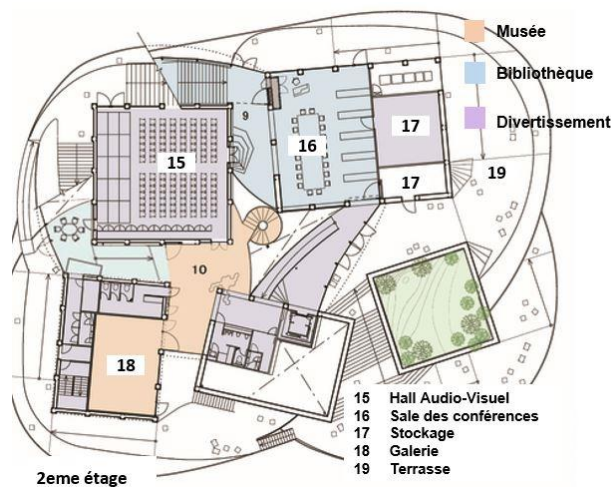 Musée
Bibliothèque
Divertissement
9
15
16
17
17
19
10
18
15 Hall Audio-Visuel
16 Sale des conférences
17 Stockage
18 Galerie
19 Terrasse
2eme étage